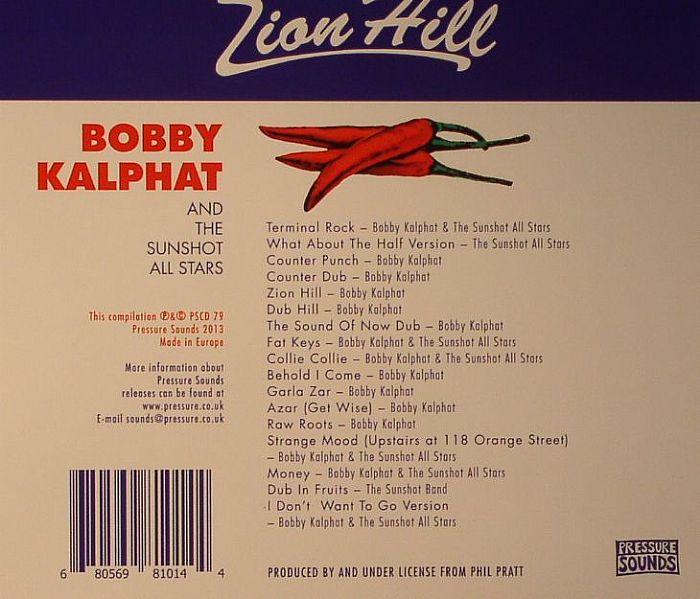 Zion Hill
BOBBY
KALPHAT
AND
THE
SUNSHOT
ALL STARS
This compilation ℗&© PSCD 79
Pressure Sounds 2013
Made in Europe
More information about
Pressure Sounds
releases can be found at
www.pressure.co.uk
E-mail sounds@pressure.co.uk
Terminal Rock – Bobby Kalphat & The Sunshot All Stars
What About The Half Version – The Sunshot All Stars
Counter Punch – Bobby Kalphat
Counter Dub – Bobby Kalphat
Zion Hill – Bobby Kalphat
Dub Hill – Bobby Kalphat
The Sound Of Now Dub – Bobby Kalphat
Fat Keys – Bobby Kalphat & The Sunshot All Stars
Collie Collie – Bobby Kalphat & The Sunshot All Stars
Behold I Come – Bobby Kalphat
Garla Zar – Bobby Kalphat
Azar (Get Wise) – Bobby Kalphat
Raw Roots – Bobby Kalphat
Strange Mood (Upstairs at 118 Orange Street)
– Bobby Kalphat & The Sunshot All Stars
Money – Bobby Kalphat & The Sunshot All Stars
Dub In Fruits – The Sunshot Band
I Don't Want To Go Version
– Bobby Kalphat & The Sunshot All Stars
6 80569 81014 4
PRODUCED BY AND UNDER LICENSE FROM PHIL PRATT
PRESSURE
SOUNDS